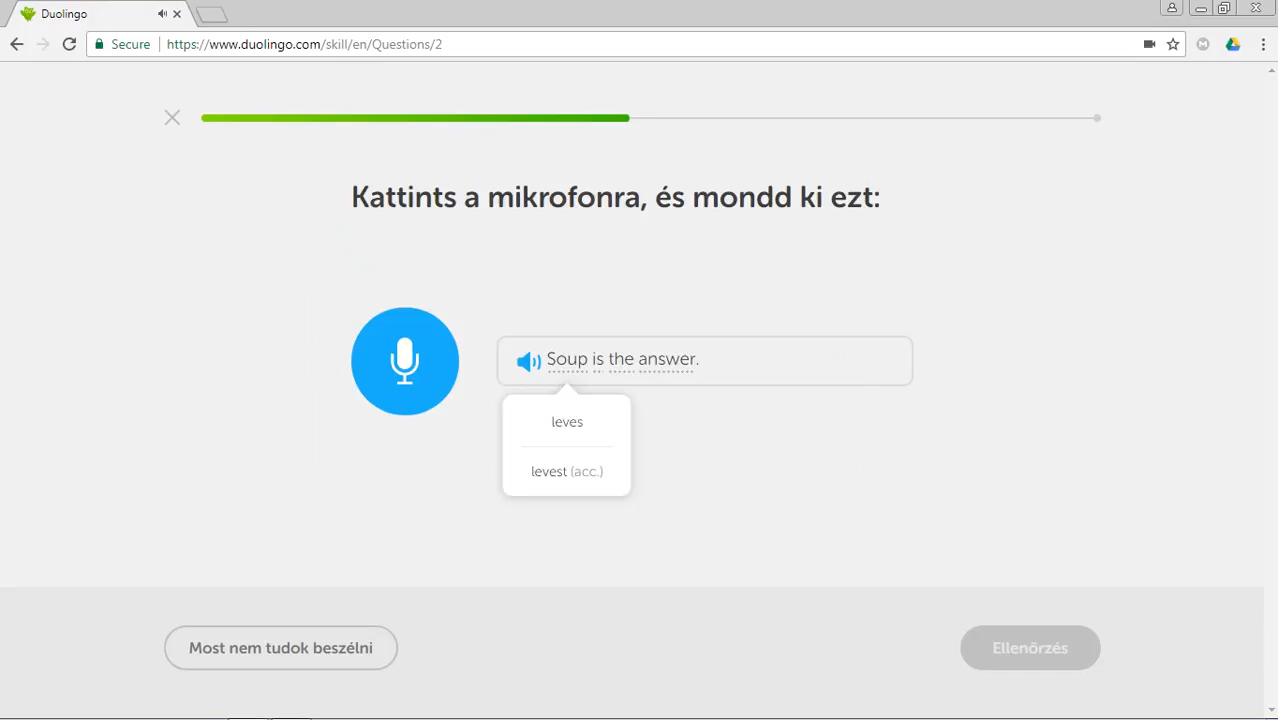 Duolingo
Secure https://www.duolingo.com/skill/en/Questions/2
Kattints a mikrofonra, és mondd ki ezt:
Soup is the answer.
leves
levest (acc.)
Most nem tudok beszélni
Ellenőrzés